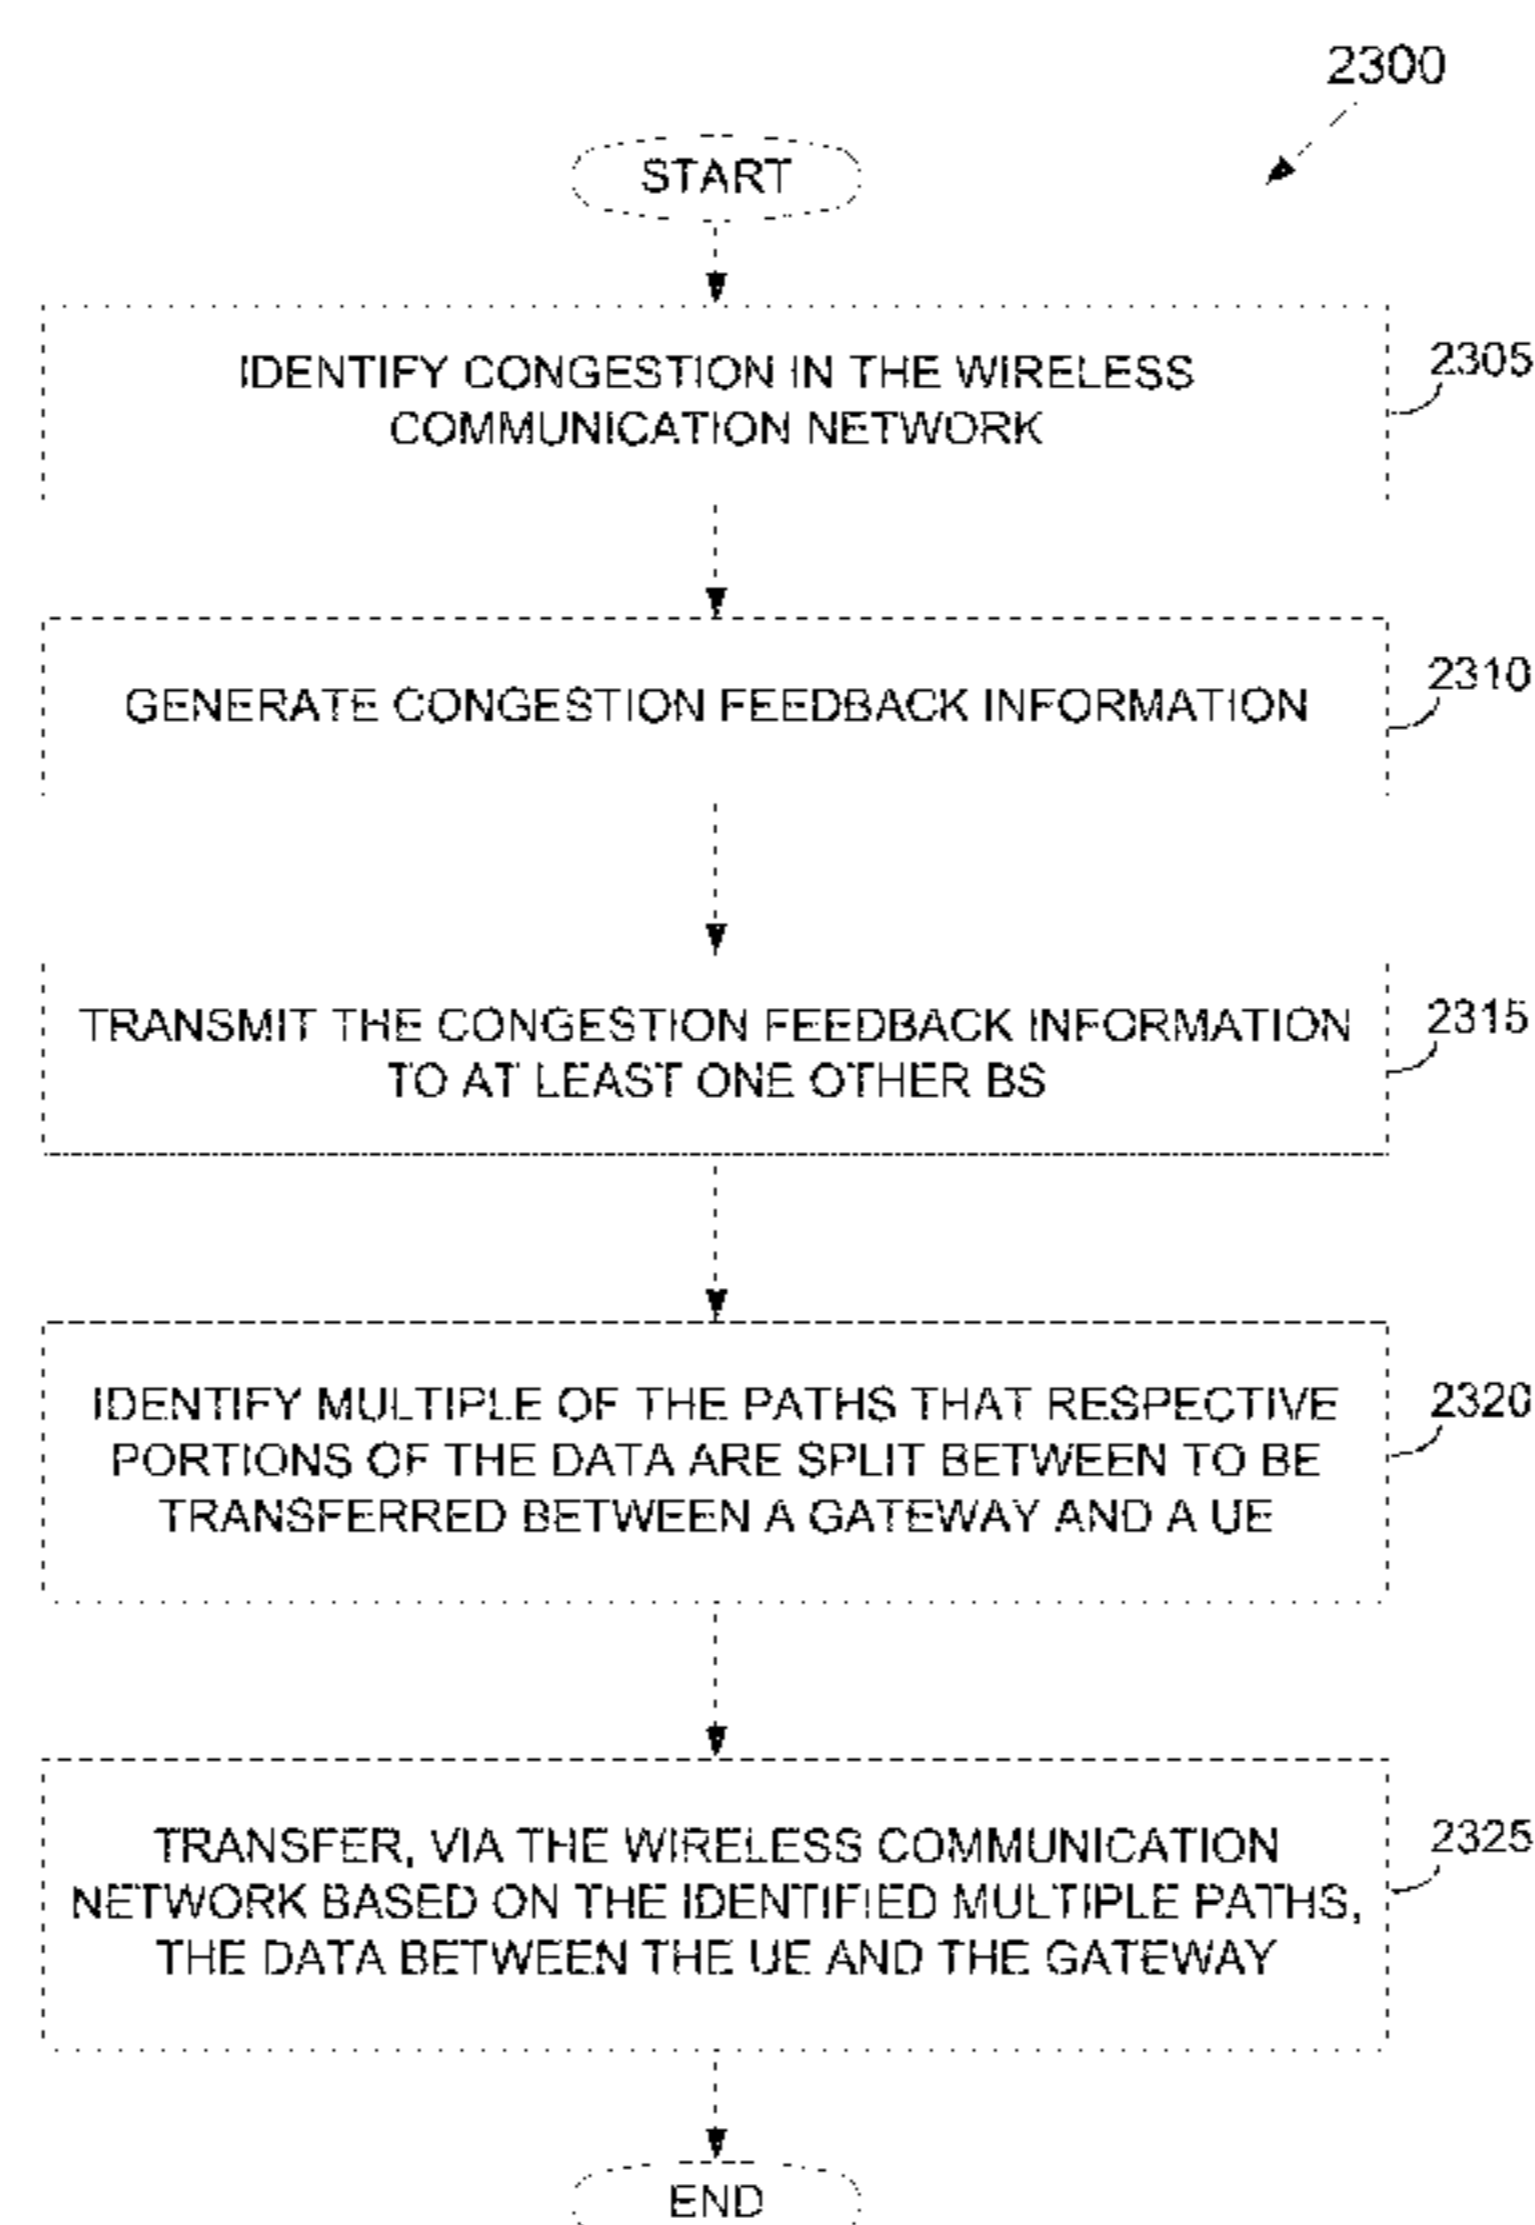 2300
START
IDENTIFY CONGESTION IN THE WIRELESS
COMMUNICATION NETWORK
2305
GENERATE CONGESTION FEEDBACK INFORMATION
2310
TRANSMIT THE CONGESTION FEEDBACK INFORMATION
TO AT LEAST ONE OTHER BS
2315
IDENTIFY MULTIPLE OF THE PATHS THAT RESPECTIVE
PORTIONS OF THE DATA ARE SPLIT BETWEEN TO BE
TRANSFERRED BETWEEN A GATEWAY AND A UE
2320
TRANSFER, VIA THE WIRELESS COMMUNICATION
NETWORK BASED ON THE IDENTIFIED MULTIPLE PATHS,
THE DATA BETWEEN THE UE AND THE GATEWAY
2325
END